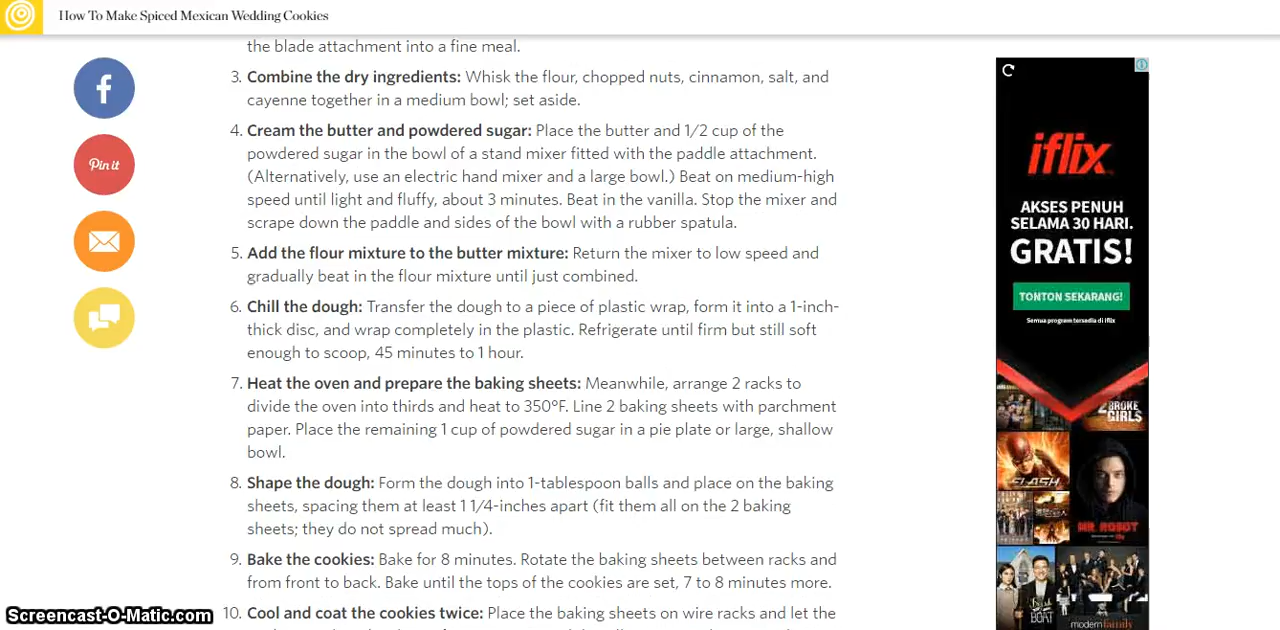 How To Make Spiced Mexican Wedding Cookies
the blade attachment into a fine meal.
3. Combine the dry ingredients: Whisk the flour, chopped nuts, cinnamon, salt, and
cayenne together in a medium bowl; set aside.
4. Cream the butter and powdered sugar: Place the butter and 1/2 cup of the
powdered sugar in the bowl of a stand mixer fitted with the paddle attachment.
(Alternatively, use an electric hand mixer and a large bowl.) Beat on medium-high
speed until light and fluffy, about 3 minutes. Beat in the vanilla. Stop the mixer and
scrape down the paddle and sides of the bowl with a rubber spatula.
5. Add the flour mixture to the butter mixture: Return the mixer to low speed and
gradually beat in the flour mixture until just combined.
6. Chill the dough: Transfer the dough to a piece of plastic wrap, form it into a 1-inch-
thick disc, and wrap completely in the plastic. Refrigerate until firm but still soft
enough to scoop, 45 minutes to 1 hour.
7. Heat the oven and prepare the baking sheets: Meanwhile, arrange 2 racks to
divide the oven into thirds and heat to 350°F. Line 2 baking sheets with parchment
paper. Place the remaining 1 cup of powdered sugar in a pie plate or large, shallow
bowl.
8. Shape the dough: Form the dough into 1-tablespoon balls and place on the baking
sheets, spacing them at least 1 1/4-inches apart (fit them all on the 2 baking
sheets; they do not spread much).
9. Bake the cookies: Bake for 8 minutes. Rotate the baking sheets between racks and
from front to back. Bake until the tops of the cookies are set, 7 to 8 minutes more.
10. Cool and coat the cookies twice: Place the baking sheets on wire racks and let the
f
Pin it
iflix
AKSES PENUH
SELAMA 30 HARI.
GRATIS!
TONTON SEKARANG!
Semua program tersedia di iflix
2 BROKE
GIRLS
FLASH
MR. ROBOT
modern family
Screencast-O-Matic.com